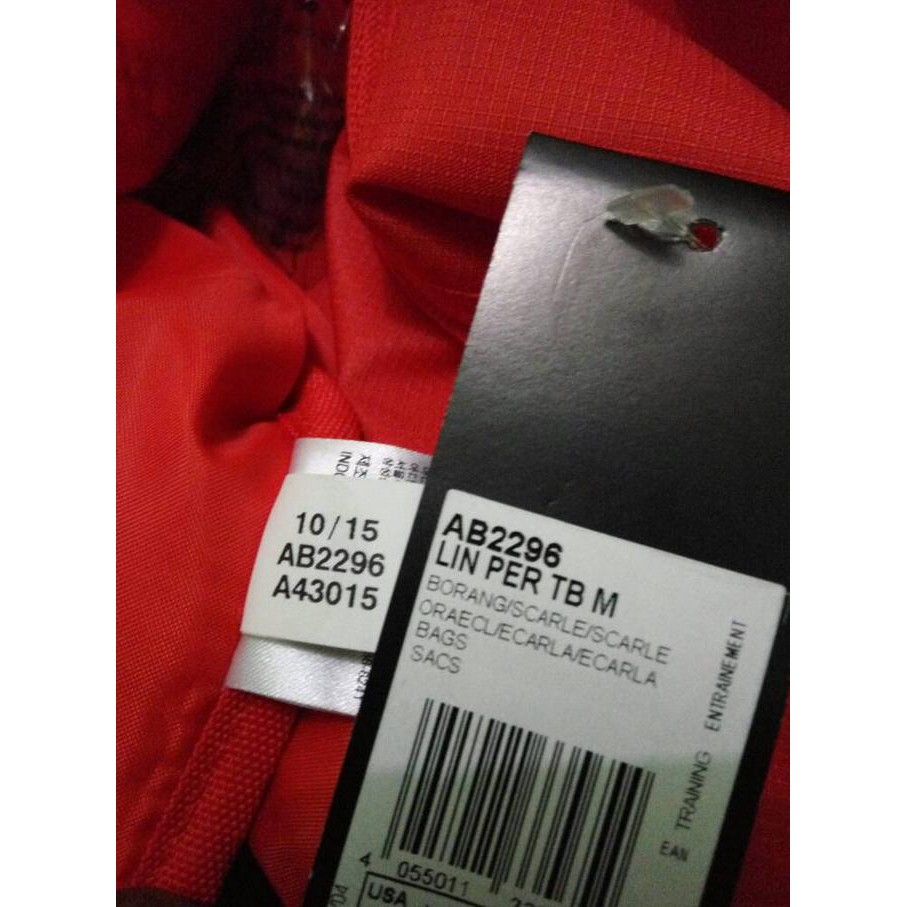 10/15
AB2296
A43015
AB2296
LIN PER TB M
BORANG/SCARLE/SCARLE
ORAECL/ECARLA/ECARLA
BAGS
SACS
EAN TRAINING ENTRAINEMENT
4 055011
USA